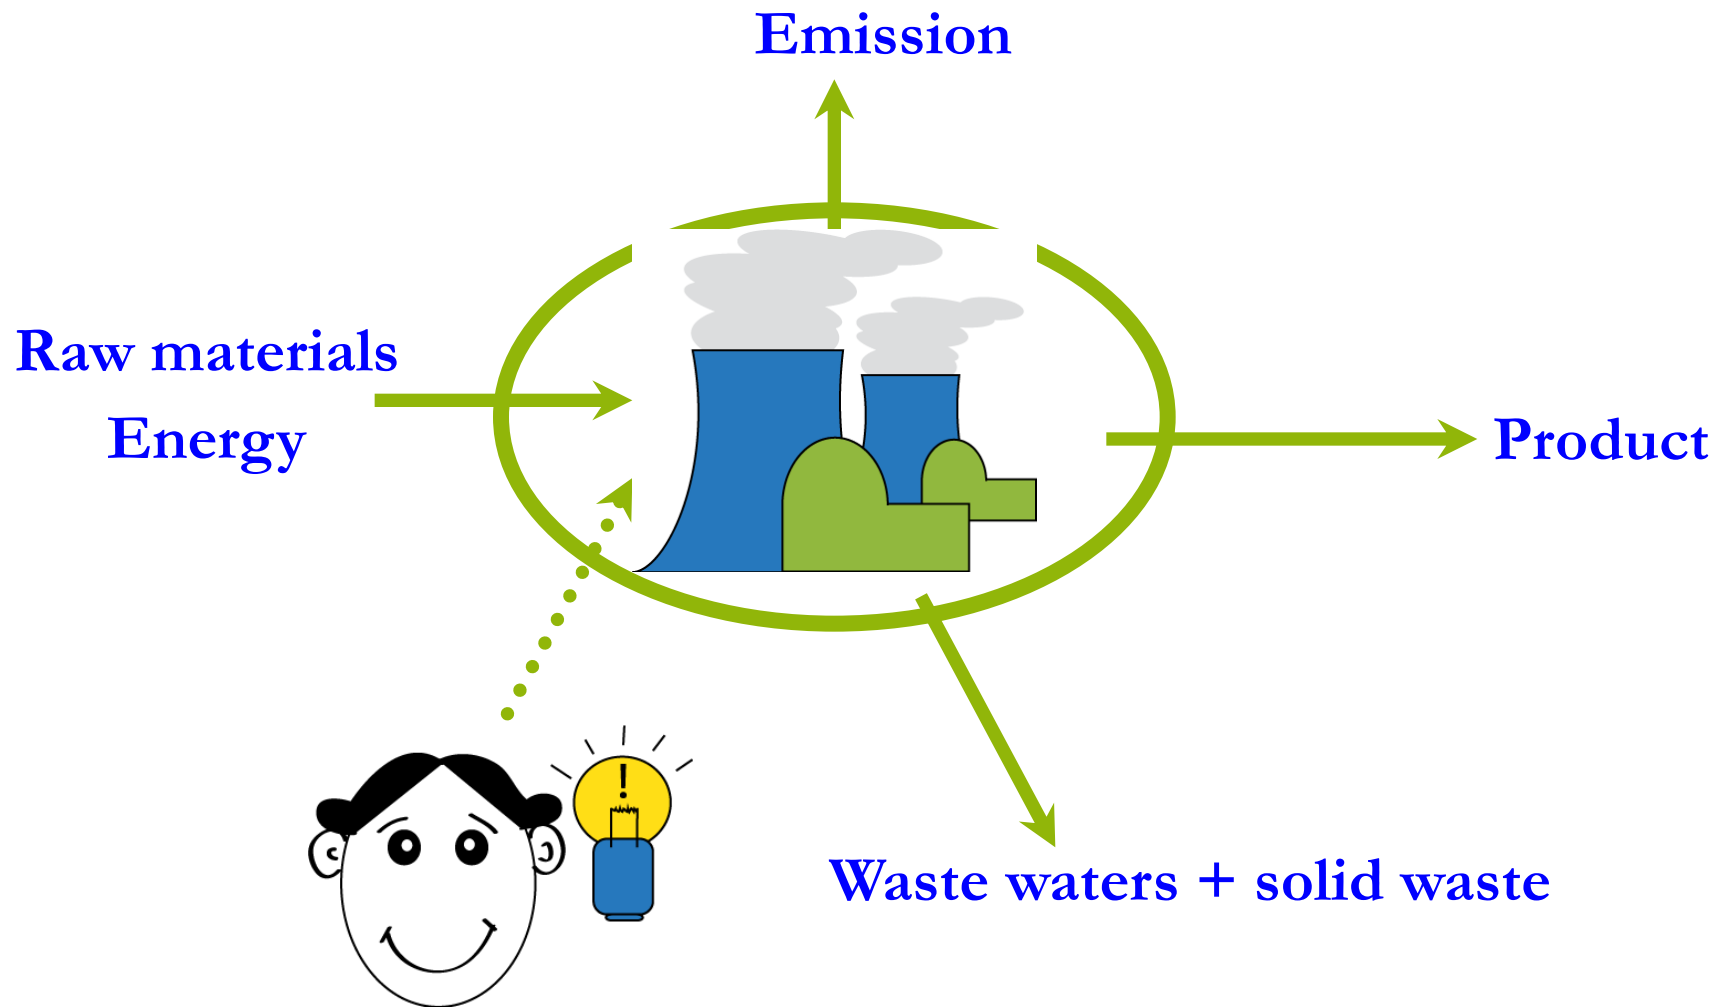 Emission
Raw materials
Energy
Product
!
Waste waters + solid waste